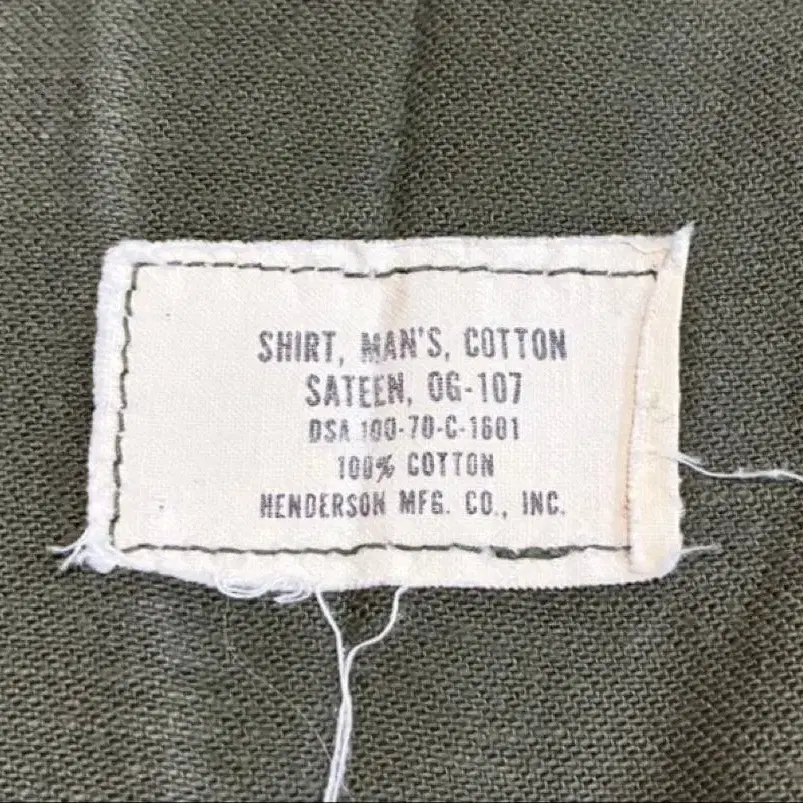 SHIRT, MAN'S, COTTON
SATEEN, OG-107
DSA 100-70-C-1601
100% COTTON
HENDERSON MFG. CO., INC.